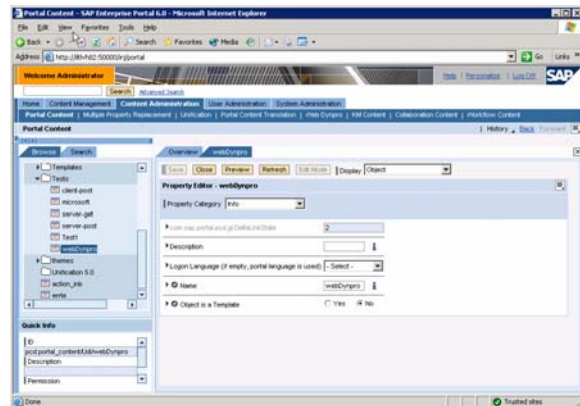 Portal Content - SAP Enterprise Portal 6.0 - Microsoft Internet Explorer
File Edit View Favorites Tools Help
Back Search Favorites Media
Address Go Links
Welcome Administrator Help | Personalize | Log Off SAP
Search Advanced Search
Home Content Management Content Administration User Administration System Administration
Portal Content | Multiple Property Replacement | Unification | Portal Content Translation | Web Dynpro | KM Content | Collaboration Content | Workflow Content
Portal Content | History , Back Forward
Browse Search
Templates
Tests
client-post
microsoft
server-get
server-post
Test1
webDynpro
themes
Unification 5.0
action_inb
errte
Quick Info
ID
Description
Permission
Overview webDynpro
Save Close Preview Refresh Edit Mode Display Object
Property Editor - webDynpro
Property Category Info
2
Description
Logon Language (if empty, portal language is used) - Select -
Name webDynpro
Object is a Template Yes No
Done Trusted sites